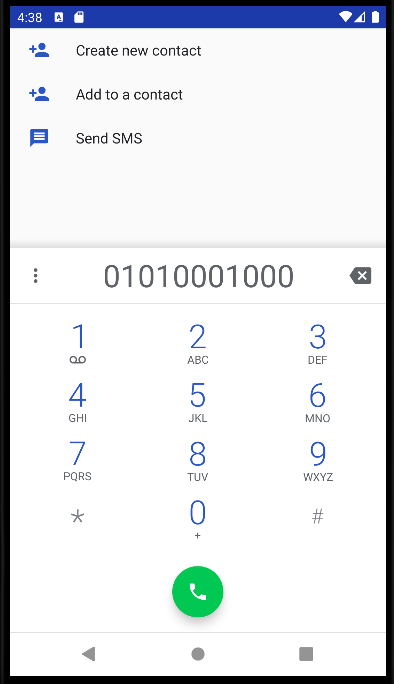 4:38
Create new contact
Add to a contact
Send SMS
01010001000
1 2 3
ABC DEF
4 5 6
GHI JKL MNO
7 8 9
PQRS TUV WXYZ
* 0 #
+